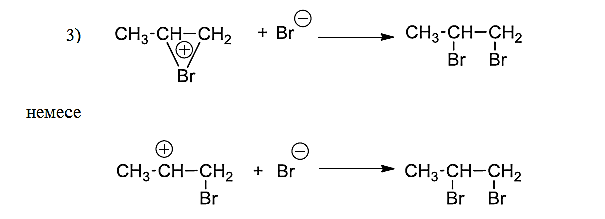 3) CH3-CH—CH2 + Br⊖ → CH3-CH—CH2
⊕
Br Br Br
немесе
⊕
CH3-CH—CH2 + Br⊖ → CH3-CH—CH2
Br Br Br